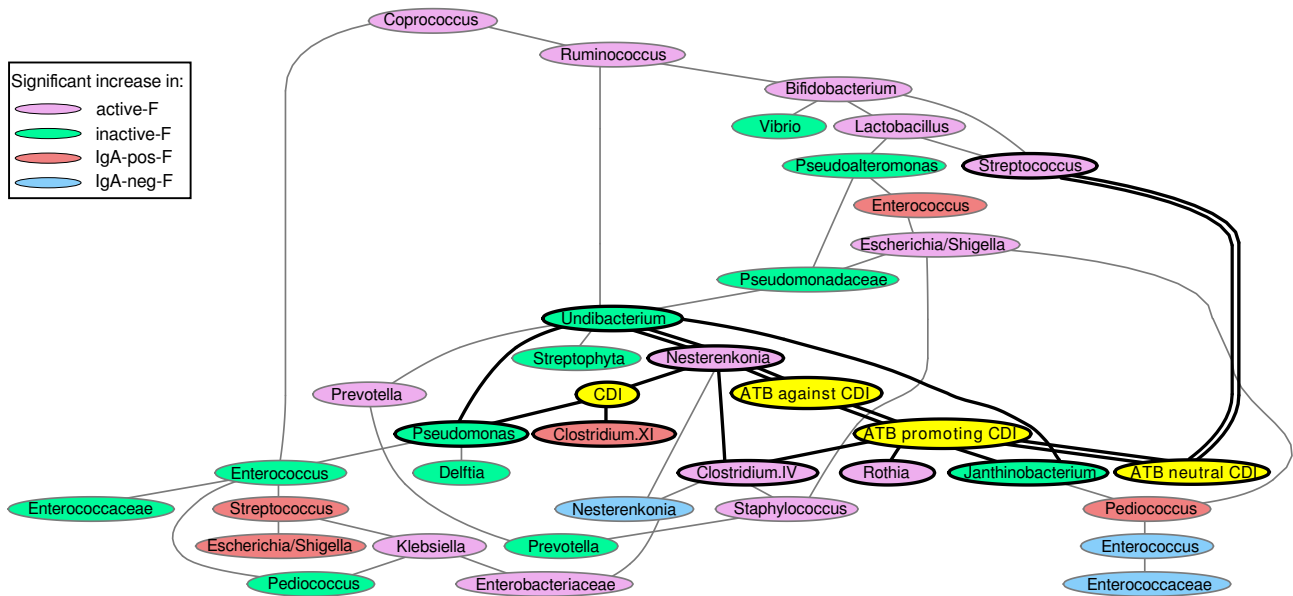 Coprococcus
Ruminococcus
Significant increase in:
active-F
inactive-F
IgA-pos-F
IgA-neg-F
Bifidobacterium
Vibrio
Lactobacillus
Pseudoalteromonas
Streptococcus
Enterococcus
Escherichia/Shigella
Pseudomonadaceae
Undibacterium
Streptophyta
Nesterenkonia
Prevotella
CDI
ATB against CDI
Pseudomonas
Clostridium.XI
ATB promoting CDI
Enterococcus
Delftia
Clostridium.IV
Rothia
Janthinobacterium
ATB neutral CDI
Enterococcaceae
Streptococcus
Nesterenkonia
Staphylococcus
Pediococcus
Escherichia/Shigella
Klebsiella
Prevotella
Enterococcus
Pediococcus
Enterobacteriaceae
Enterococcaceae